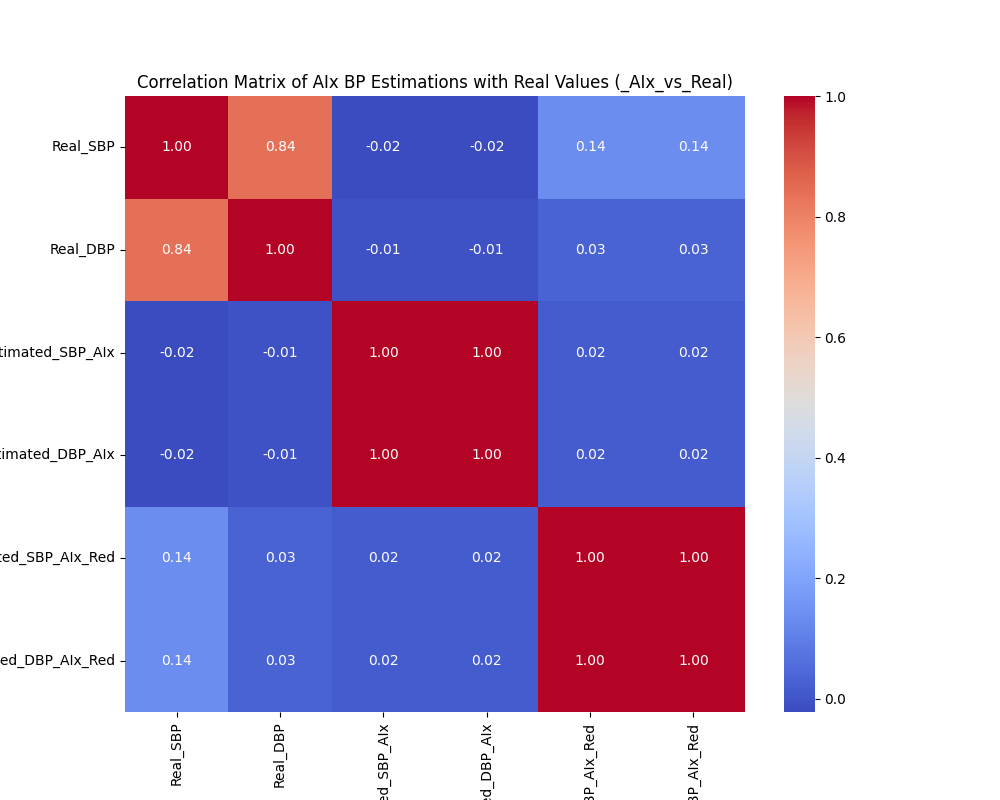 Correlation Matrix of AIx BP Estimations with Real Values (_AIx_vs_Real)
Real_SBP 1.00 0.84 -0.02 -0.02 0.14 0.14
Real_DBP 0.84 1.00 -0.01 -0.01 0.03 0.03
timated_SBP_AIx -0.02 -0.01 1.00 1.00 0.02 0.02
timated_DBP_AIx -0.02 -0.01 1.00 1.00 0.02 0.02
ted_SBP_AIx_Red 0.14 0.03 0.02 0.02 1.00 1.00
ed_DBP_AIx_Red 0.14 0.03 0.02 0.02 1.00 1.00
Real_SBP
Real_DBP
ed_SBP_AIx
ed_DBP_AIx
BP_AIx_Red
BP_AIx_Red
1.0
0.8
0.6
0.4
0.2
0.0